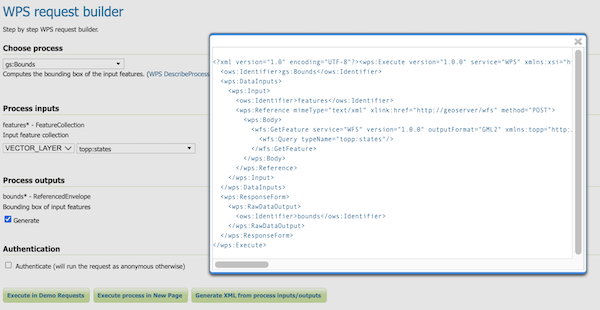 WPS request builder
Step by step WPS request builder.
Choose process
gs:Bounds
Computes the bounding box of the input features. (WPS DescribeProcess
Process inputs
features* - FeatureCollection
Input feature collection
VECTOR_LAYER topp:states
Process outputs
bounds* - ReferencedEnvelope
Bounding box of input features
Generate
Authentication
Authenticate (will run the request as anonymous otherwise)
Execute in Demo Requests Execute process in New Page Generate XML from process inputs/outputs
<?xml version="1.0" encoding="UTF-8"?><wps:Execute version="1.0.0" service="WPS" xmlns:xsi="h
<ows:Identifier>gs:Bounds</ows:Identifier>
<wps:DataInputs>
<wps:Input>
<ows:Identifier>features</ows:Identifier>
<wps:Reference mimeType="text/xml" xlink:href="http://geoserver/wfs" method="POST">
<wps:Body>
<wfs:GetFeature service="WFS" version="1.0.0" outputFormat="GML2" xmlns:topp="http:
<wfs:Query typeName="topp:states"/>
</wfs:GetFeature>
</wps:Body>
</wps:Reference>
</wps:Input>
</wps:DataInputs>
<wps:ResponseForm>
<wps:RawDataOutput>
<ows:Identifier>bounds</ows:Identifier>
</wps:RawDataOutput>
</wps:ResponseForm>
</wps:Execute>